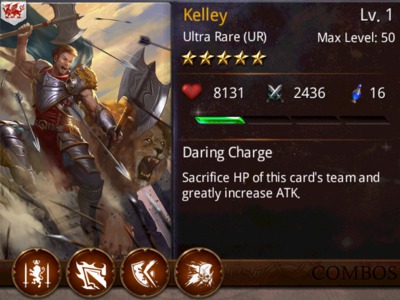 Kelley Lv. 1
Ultra Rare (UR) Max Level: 50
8131 2436 16
Daring Charge
Sacrifice HP of this card's team and
greatly increase ATK.
COMBOS